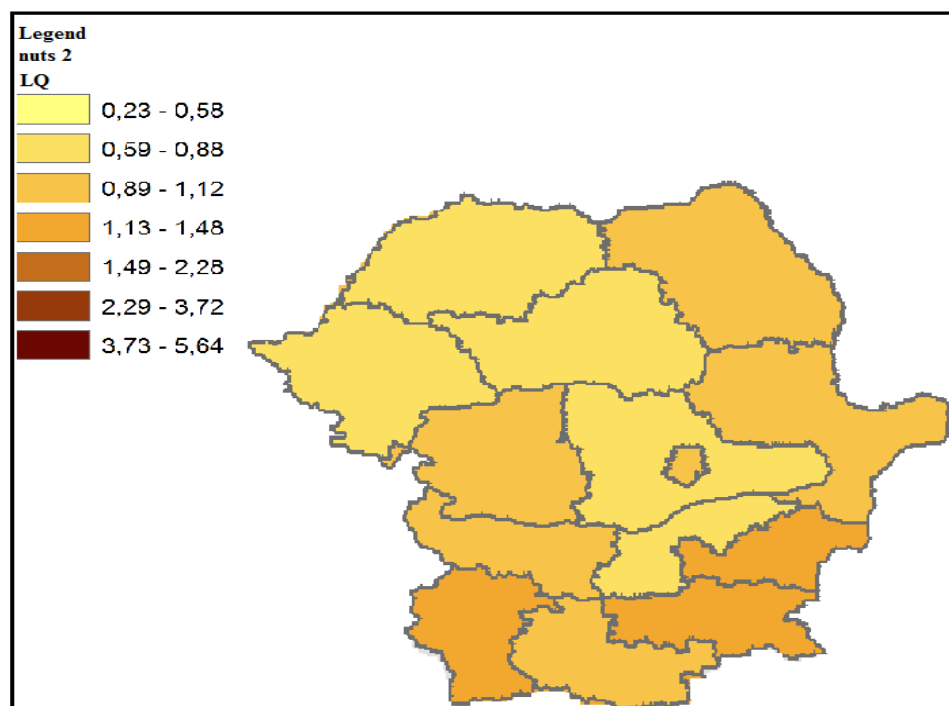 Legend
nuts 2
LQ
0,23 - 0,58
0,59 - 0,88
0,89 - 1,12
1,13 - 1,48
1,49 - 2,28
2,29 - 3,72
3,73 - 5,64